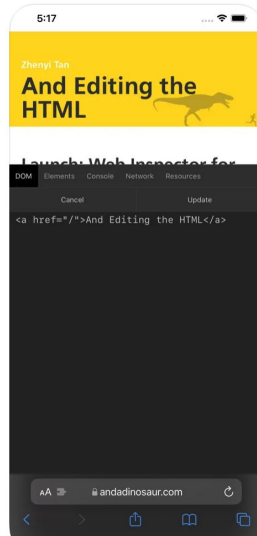 5:17
Zhenyi Tan
And Editing the
HTML
Launch: Web Inspector for
DOM Elements Console Network Resources
Cancel Update
<a href="/">And Editing the HTML</a>
AA andadinosaur.com